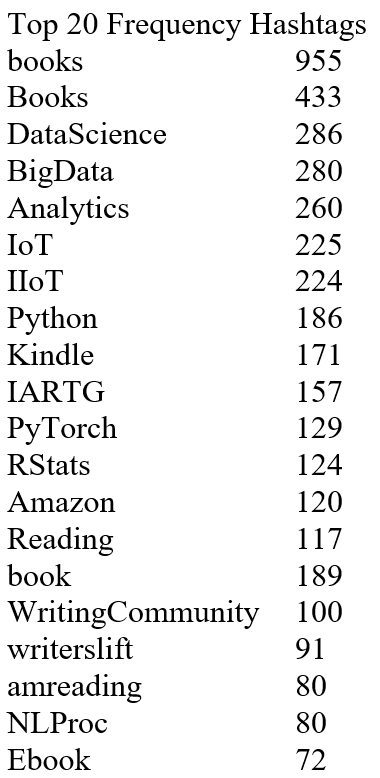 Top 20 Frequency Hashtags
books 955
Books 433
DataScience 286
BigData 280
Analytics 260
IoT 225
IIoT 224
Python 186
Kindle 171
IARTG 157
PyTorch 129
RStats 124
Amazon 120
Reading 117
book 189
WritingCommunity 100
writerslift 91
amreading 80
NLProc 80
Ebook 72